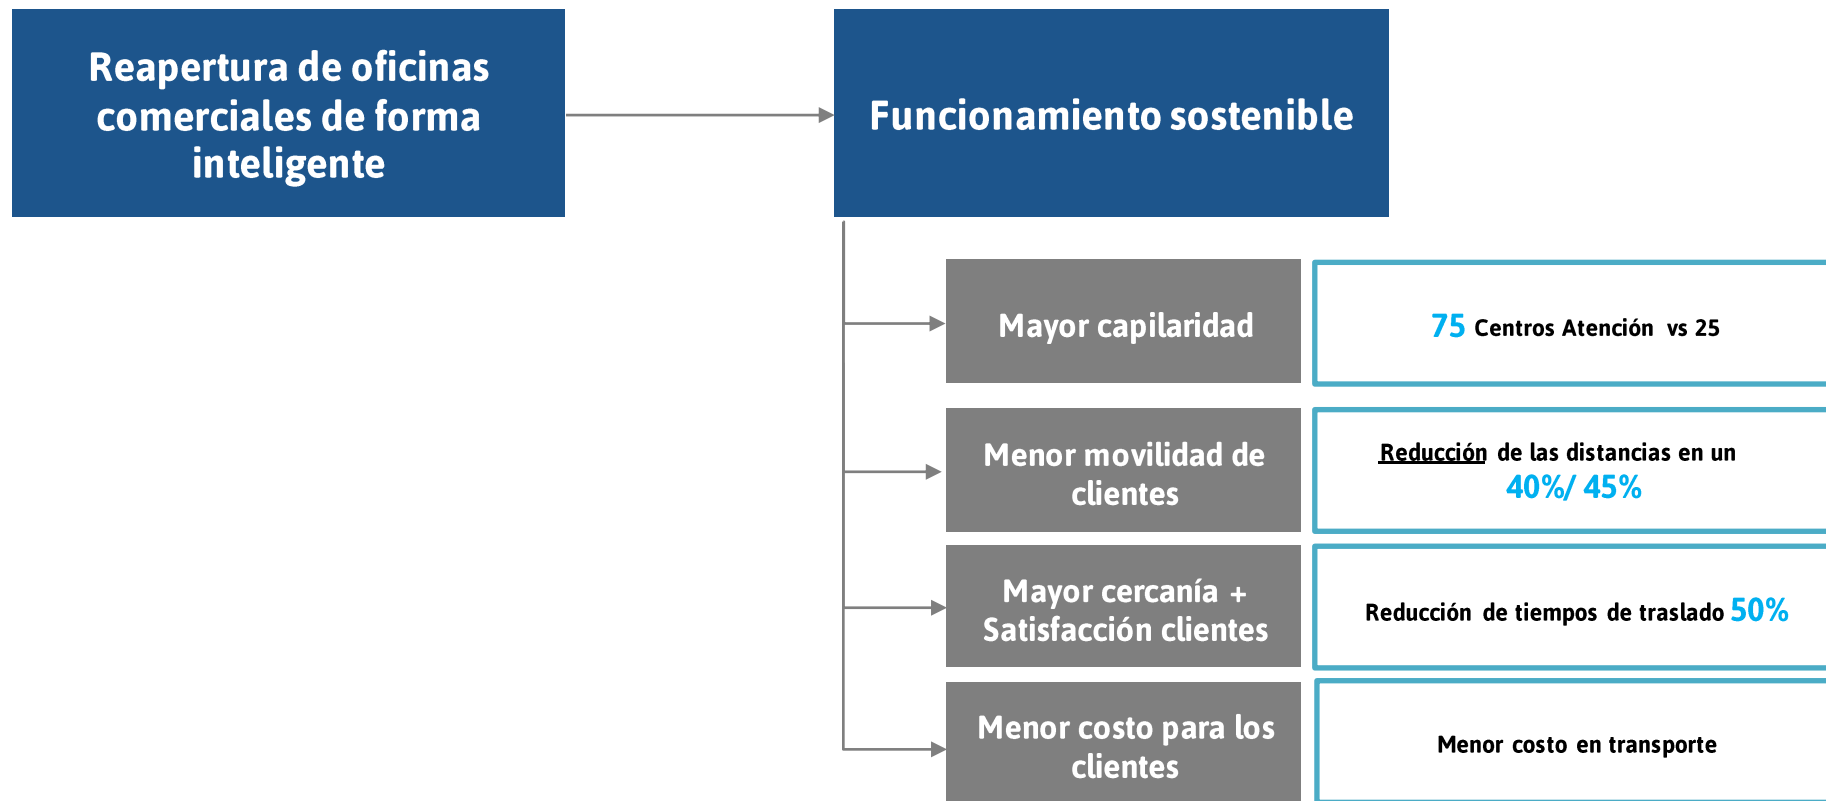 Reapertura de oficinas
comerciales de forma
inteligente
Funcionamiento sostenible
Mayor capilaridad
75 Centros Atención vs 25
Menor movilidad de
clientes
Reducción de las distancias en un
40%/ 45%
Mayor cercanía +
Satisfacción clientes
Reducción de tiempos de traslado 50%
Menor costo para los
clientes
Menor costo en transporte